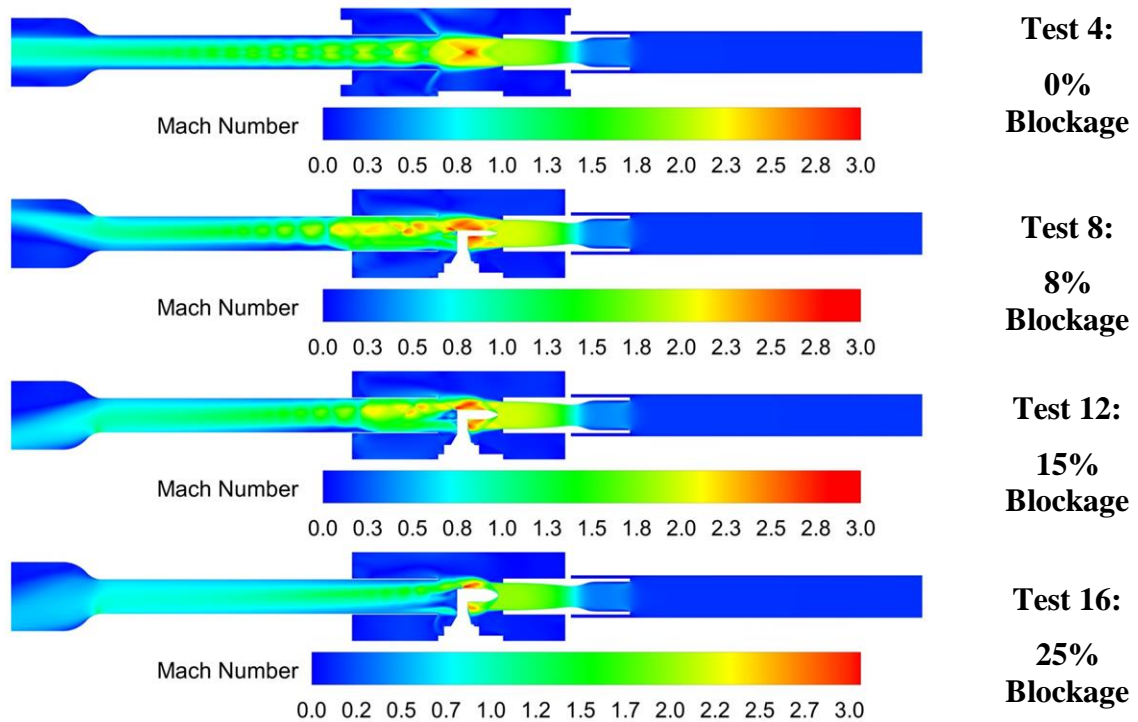 Test 4:
0%
Blockage
Mach Number
0.0 0.3 0.5 0.8 1.0 1.3 1.5 1.8 2.0 2.3 2.5 2.8 3.0
Test 8:
8%
Blockage
Mach Number
0.0 0.3 0.5 0.8 1.0 1.3 1.5 1.8 2.0 2.3 2.5 2.8 3.0
Test 12:
15%
Blockage
Mach Number
0.0 0.3 0.5 0.8 1.0 1.3 1.5 1.8 2.0 2.3 2.5 2.8 3.0
Test 16:
25%
Blockage
Mach Number
0.0 0.2 0.4 0.5 0.7 1.0 1.2 1.4 1.7 2.0 2.2 2.5 2.7 3.0